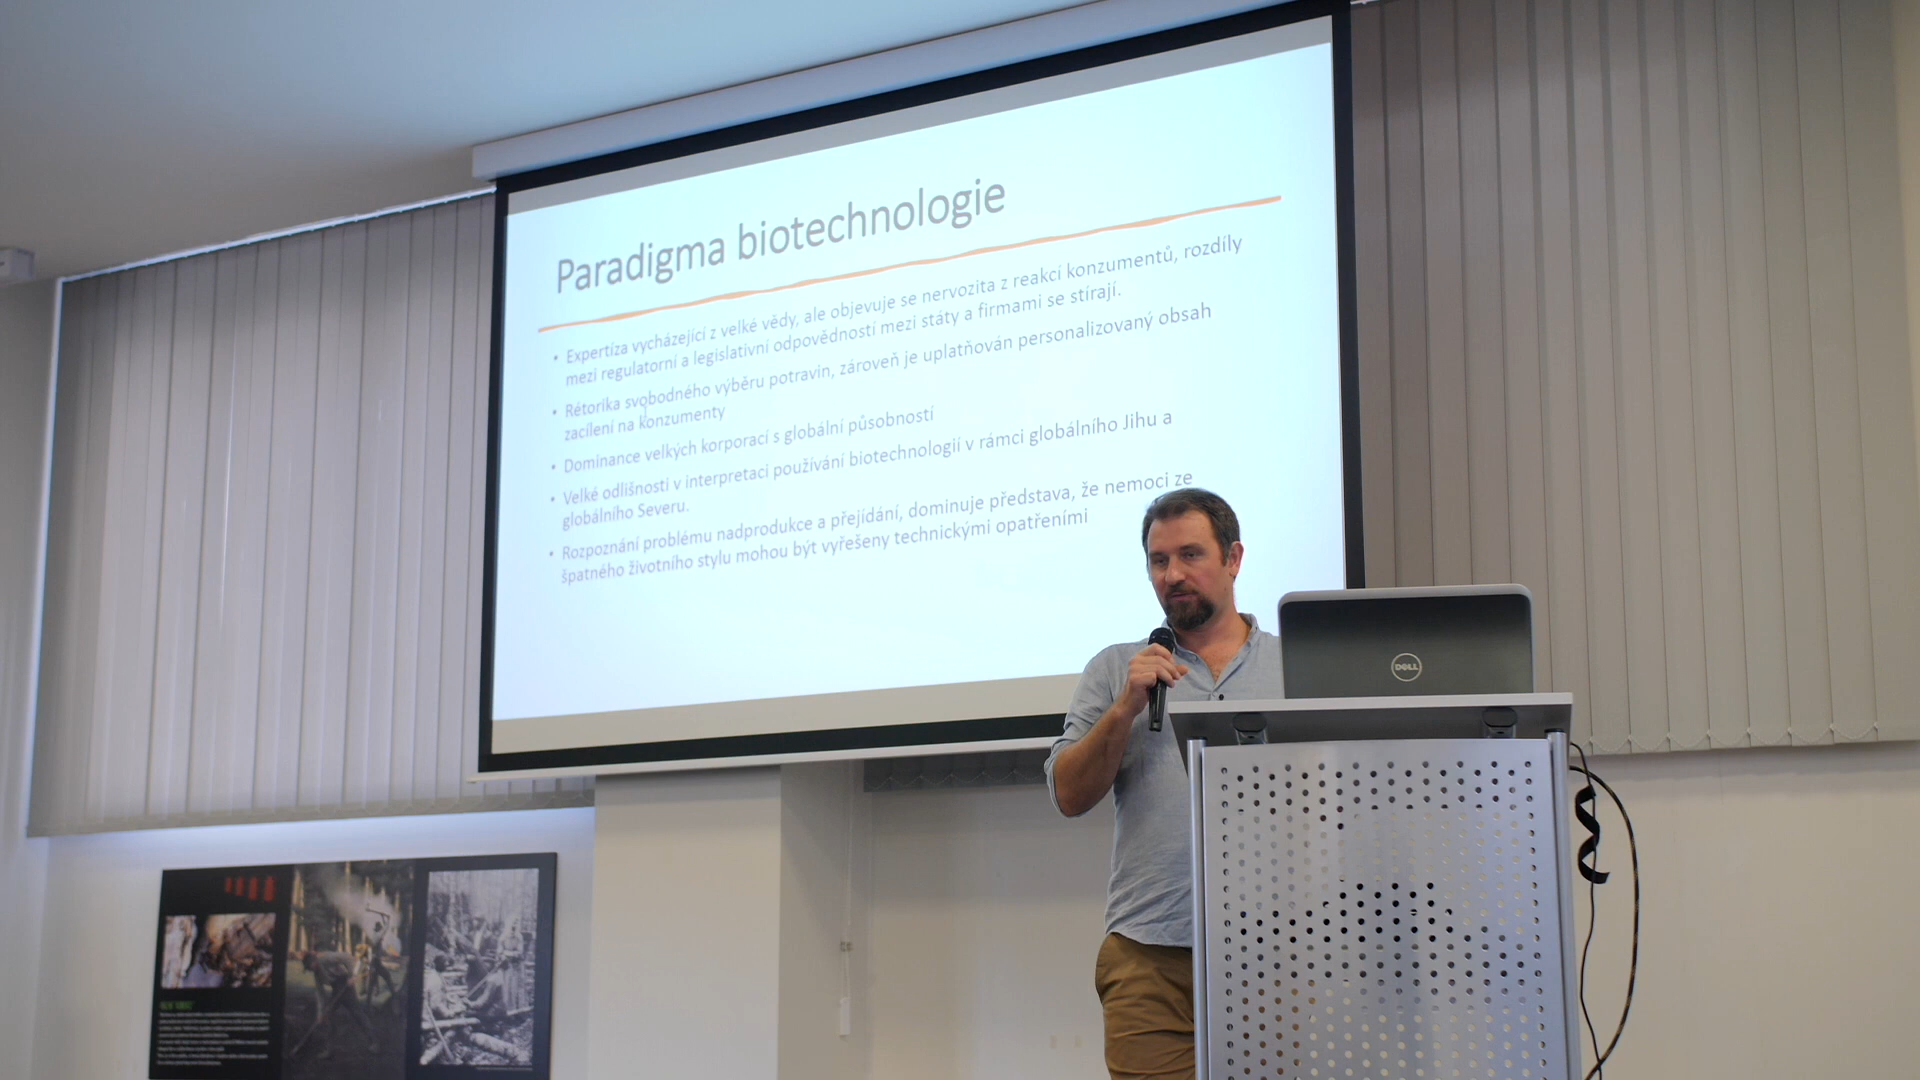 Paradigma biotechnologie
• Expertíza vycházející z velké vědy, ale objevuje se nervozita z reakcí konzumentů, rozdíly
mezi regulatorní a legislativní odpovědností mezi státy a firmami se stírají.
• Rétorika svobodného výběru potravin, zároveň je uplatňován personalizovaný obsah
zacílení na konzumenty
• Dominance velkých korporací s globální působností
• Velké odlišnosti v interpretaci používání biotechnologií v rámci globálního Jihu a
globálního Severu.
• Rozpoznání problému nadprodukce a přejídání, dominuje představa, že nemoci ze
špatného životního stylu mohou být vyřešeny technickými opatřeními
DELL